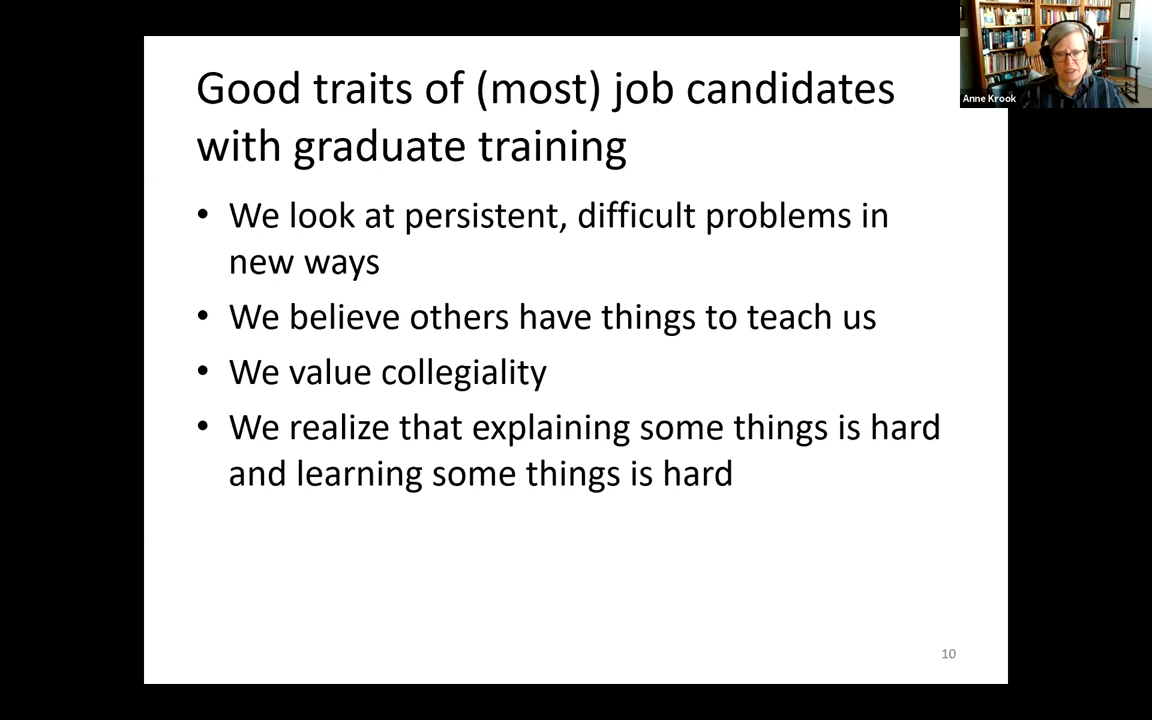 Good traits of (most) job candidates
with graduate training
• We look at persistent, difficult problems in
new ways
• We believe others have things to teach us
• We value collegiality
• We realize that explaining some things is hard
and learning some things is hard
10
Anne Krook